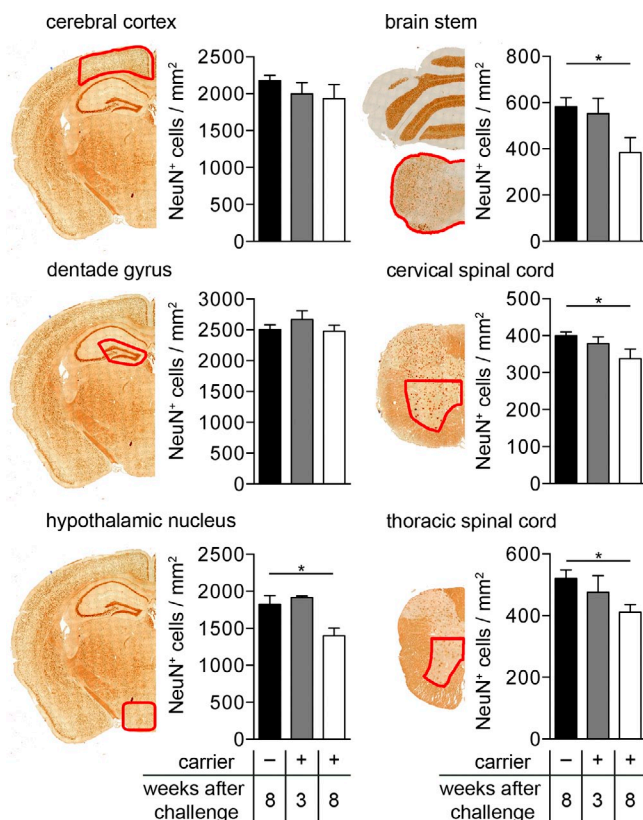 cerebral cortex
NeuN+ cells / mm²
2500
2000
1500
1000
500
0
brain stem
NeuN+ cells / mm²
800
600
400
200
0
*
dentade gyrus
NeuN+ cells / mm²
3000
2500
2000
1500
1000
500
0
cervical spinal cord
NeuN+ cells / mm²
400
300
200
100
0
*
hypothalamic nucleus
NeuN+ cells / mm²
2500
2000
1500
1000
500
0
*
thoracic spinal cord
NeuN+ cells / mm²
600
400
200
0
*
carrier − + +
weeks after challenge 8 3 8
carrier − + +
weeks after challenge 8 3 8